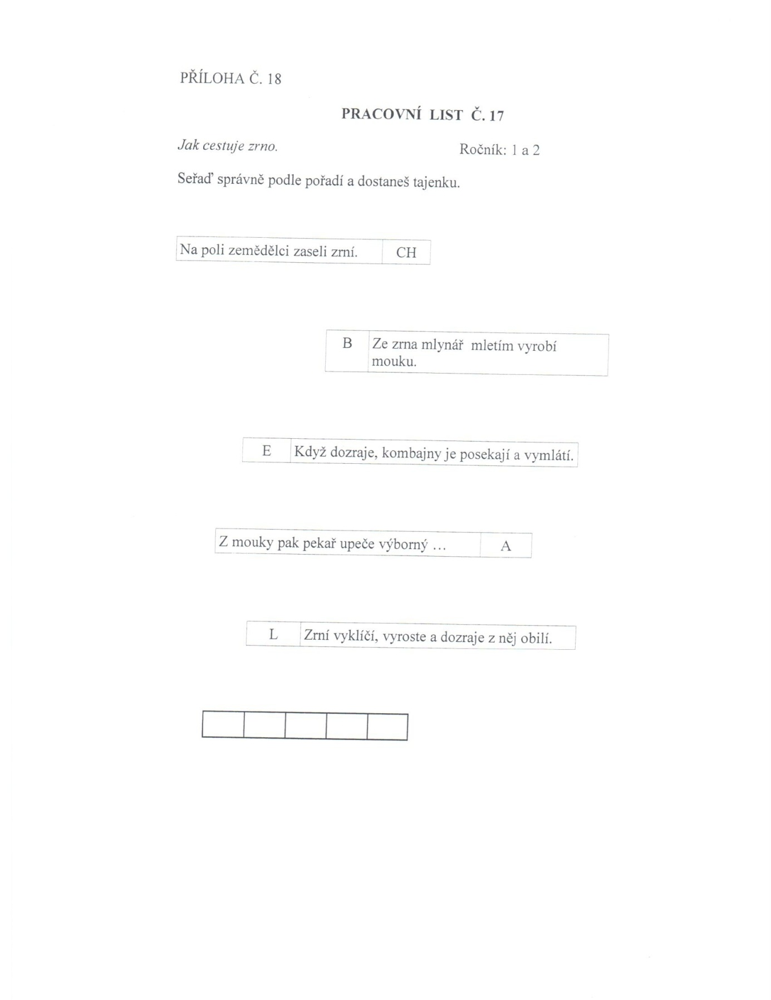 PŘÍLOHA Č. 18
PRACOVNÍ LIST Č. 17
Jak cestuje zrno. Ročník: 1 a 2
Seřaď správně podle pořadí a dostaneš tajenku.
Na poli zemědělci zaseli zrní. CH
B Ze zrna mlynář mletím vyrobí
mouku.
E Když dozraje, kombajny je posekají a vymlátí.
Z mouky pak pekař upeče výborný … A
L Zrní vyklíčí, vyroste a dozraje z něj obilí.